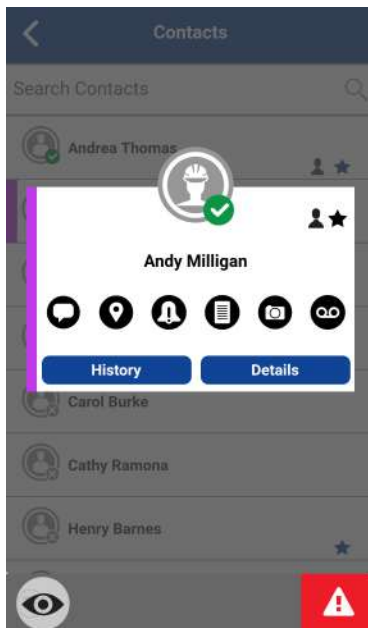 Contacts
Search Contacts
Andrea Thomas
Andy Milligan
History
Details
Carol Burke
Cathy Ramona
Henry Barnes